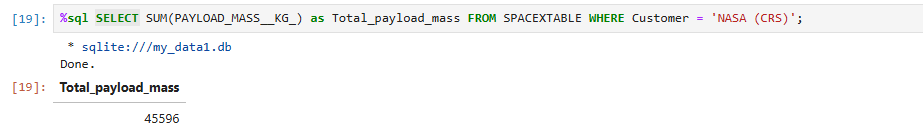 [19]: %sql SELECT SUM(PAYLOAD_MASS__KG_) as Total_payload_mass FROM SPACEXTABLE WHERE Customer = 'NASA (CRS)';
* sqlite:///my_data1.db
Done.
[19]: Total_payload_mass
45596